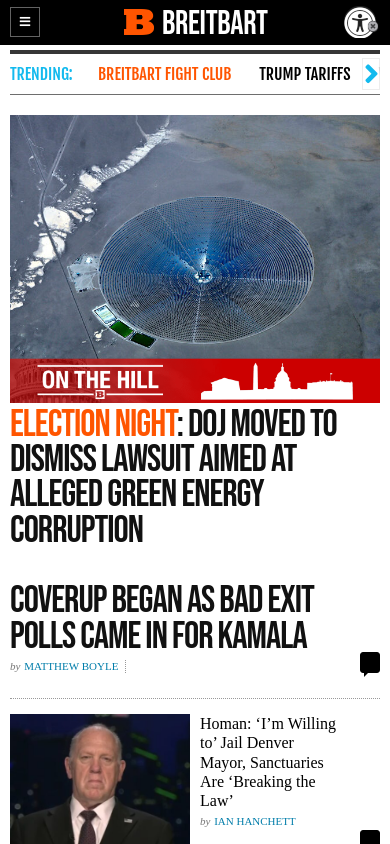 BREITBART
TRENDING:
BREITBART FIGHT CLUB
TRUMP TARIFFS
ON THE HILL
ELECTION NIGHT: DOJ MOVED TO
DISMISS LAWSUIT AIMED AT
ALLEGED GREEN ENERGY
CORRUPTION
COVERUP BEGAN AS BAD EXIT
POLLS CAME IN FOR KAMALA
by MATTHEW BOYLE
Homan: ‘I’m Willing
to’ Jail Denver
Mayor, Sanctuaries
Are ‘Breaking the
Law’
by IAN HANCHETT